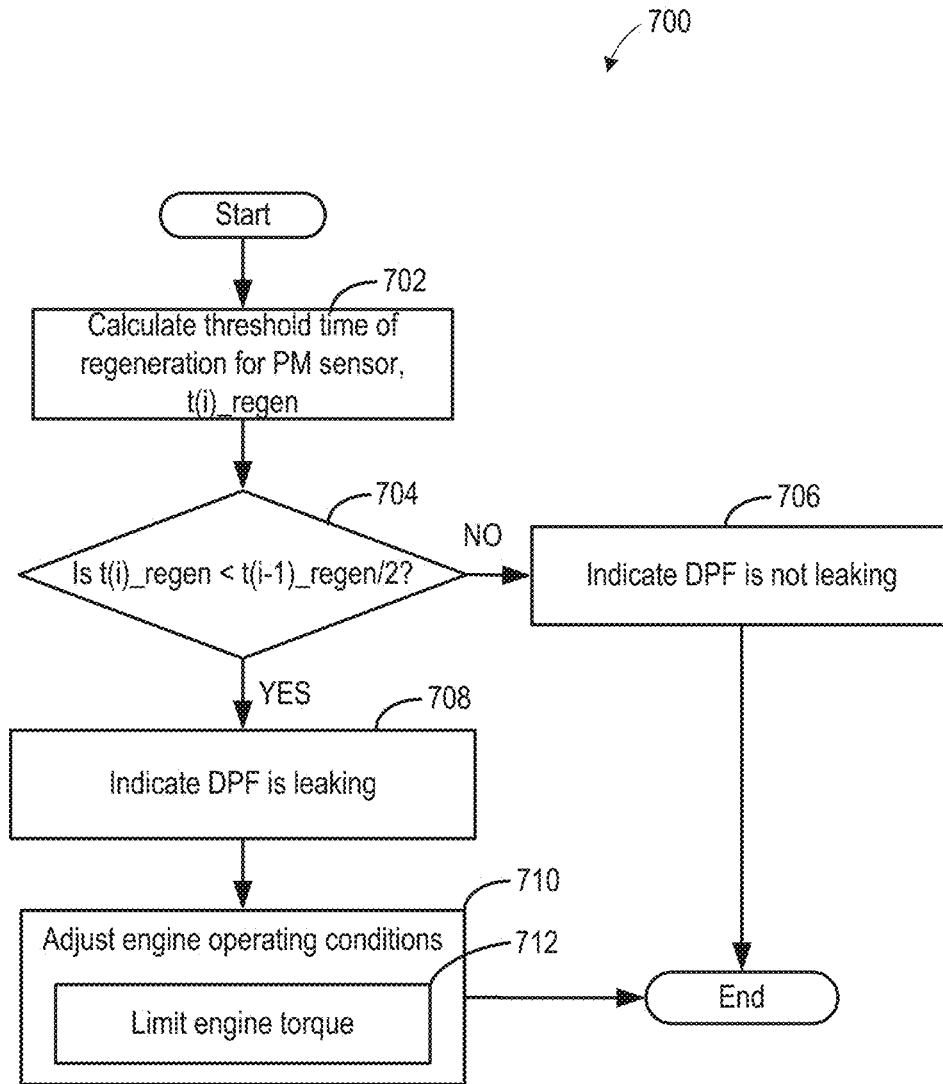 700
Start
702
Calculate threshold time of
regeneration for PM sensor,
t(i)_regen
704
Is t(i)_regen < t(i-1)_regen/2?
NO
706
Indicate DPF is not leaking
YES
708
Indicate DPF is leaking
710
Adjust engine operating conditions
712
Limit engine torque
End